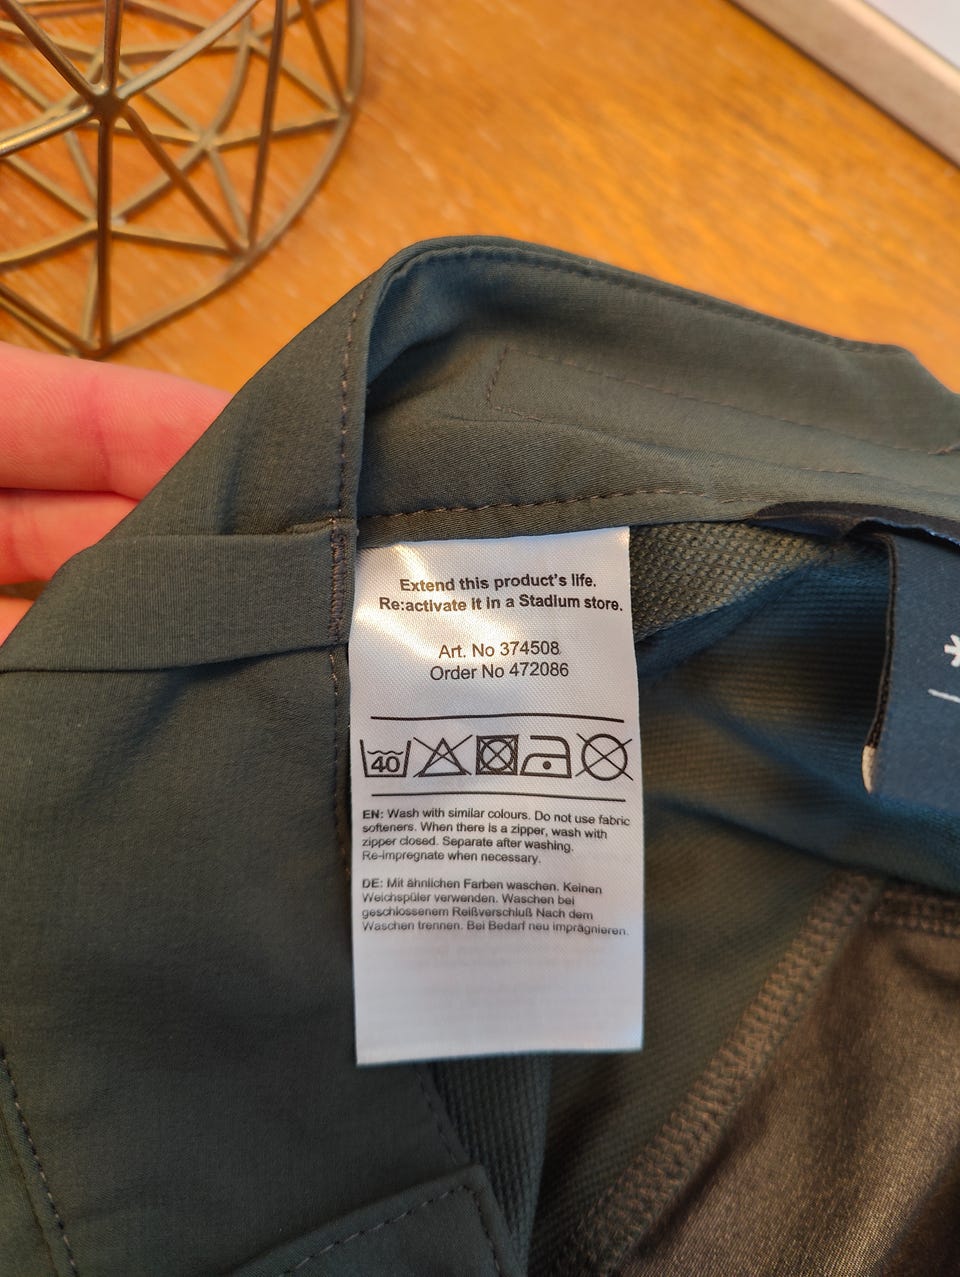 Extend this product's life.
Re:activate it in a Stadium store.
Art. No 374508
Order No 472086
40
EN: Wash with similar colours. Do not use fabric
softeners. When there is a zipper, wash with
zipper closed. Separate after washing.
Re-impregnate when necessary.
DE: Mit ähnlichen Farben waschen. Keinen
Weichspüler verwenden. Waschen bei
geschlossenem Reißverschluß Nach dem
Waschen trennen. Bei Bedarf neu imprägnieren.